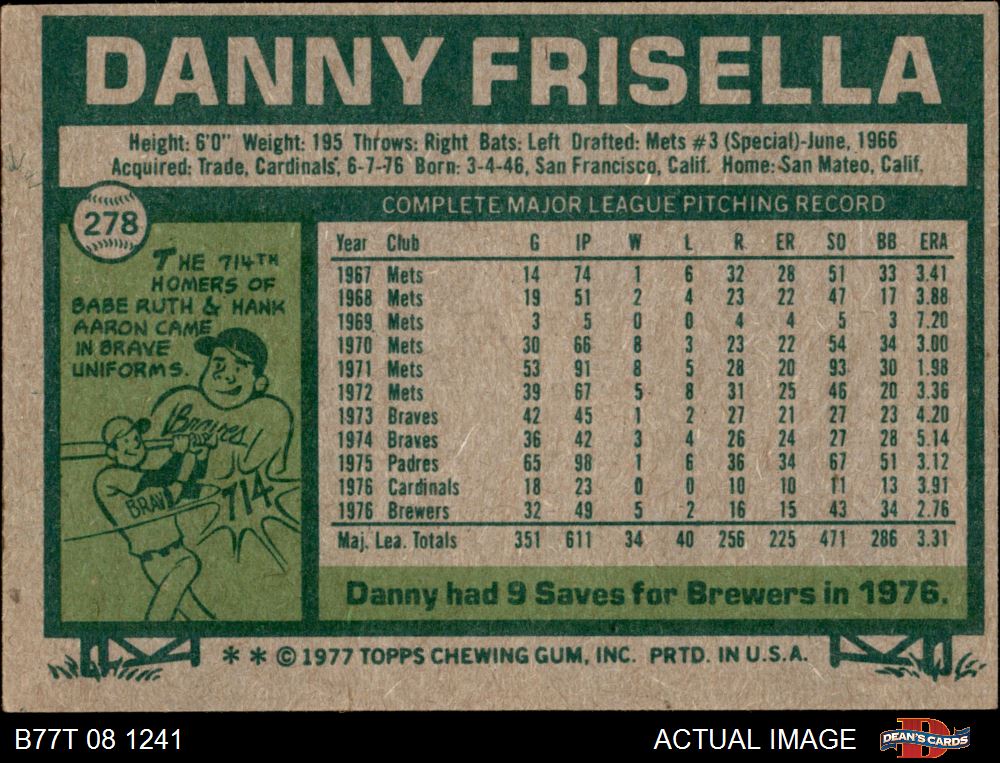 DANNY FRISELLA
Height: 6'0" Weight: 195 Throws: Right Bats: Left Drafted: Mets #3 (Special)-June, 1966
Acquired: Trade, Cardinals, 6-7-76 Born: 3-4-46, San Francisco, Calif. Home: San Mateo, Calif.
278
THE 714TH
HOMERS OF
BABE RUTH & HANK
AARON CAME
IN BRAVE
UNIFORMS.
Braves
BRAV
714
COMPLETE MAJOR LEAGUE PITCHING RECORD
Year Club G IP W L R ER SO BB ERA
1967 Mets 14 74 1 6 32 28 51 33 3.41
1968 Mets 19 51 2 4 23 22 47 17 3.88
1969 Mets 3 5 0 0 4 4 5 3 7.20
1970 Mets 30 66 8 3 23 22 54 34 3.00
1971 Mets 53 91 8 5 28 20 93 30 1.98
1972 Mets 39 67 5 8 31 25 46 20 3.36
1973 Braves 42 45 1 2 27 21 27 23 4.20
1974 Braves 36 42 3 4 26 24 27 28 5.14
1975 Padres 65 98 1 6 36 34 67 51 3.12
1976 Cardinals 18 23 0 0 10 10 11 13 3.91
1976 Brewers 32 49 5 2 16 15 43 34 2.76
Maj. Lea. Totals 351 611 34 40 256 225 471 286 3.31
Danny had 9 Saves for Brewers in 1976.
* * © 1977 TOPPS CHEWING GUM, INC. PRTD. IN U.S.A.
B77T 08 1241
ACTUAL IMAGE
D
DEAN'S CARDS